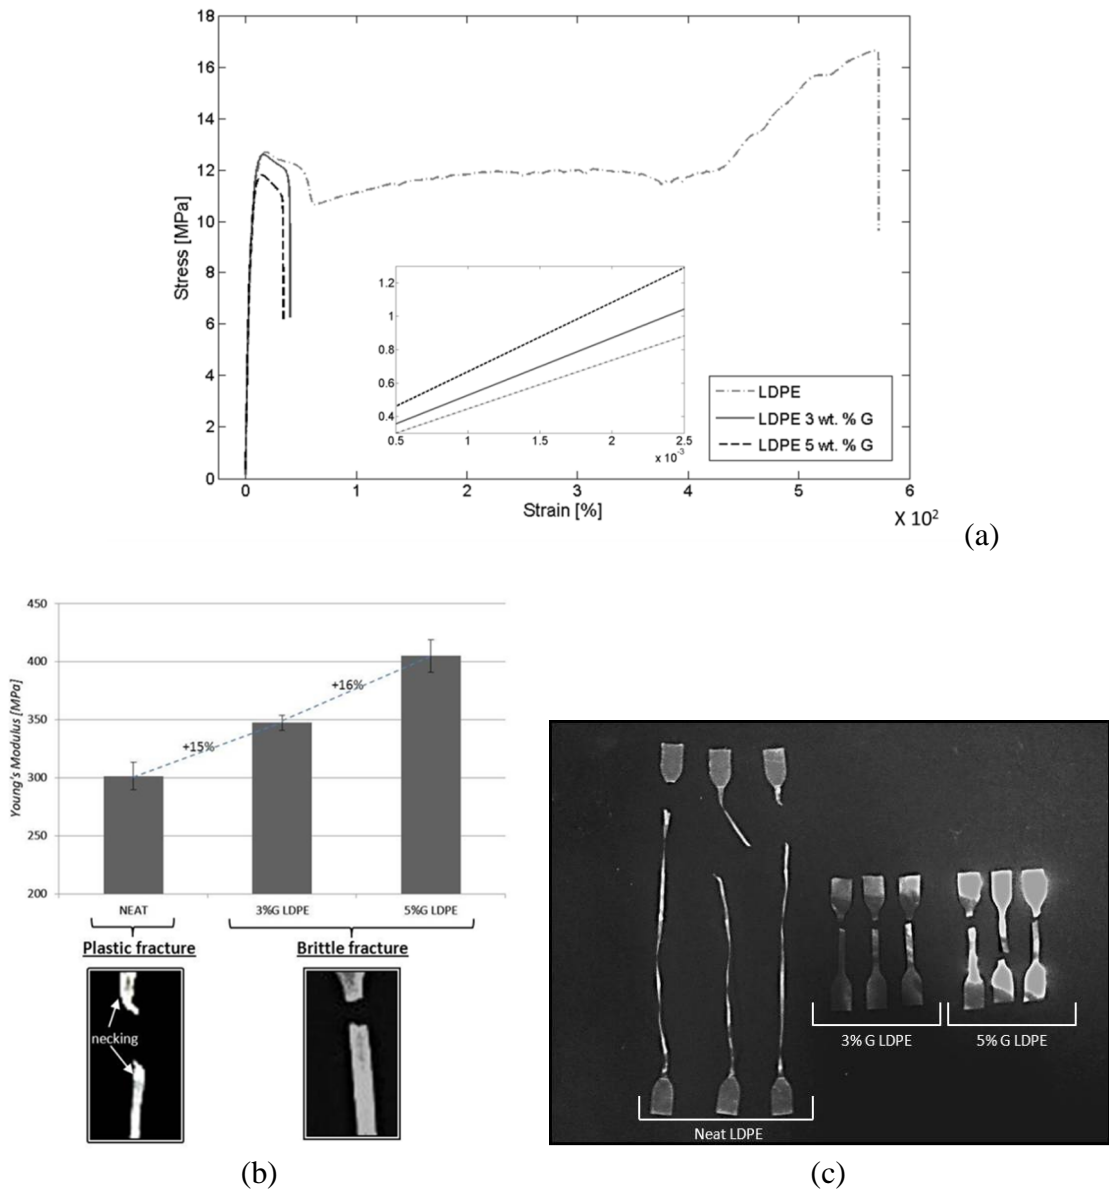 18
16
14
12
10
8
6
4
2
0
Stress [MPa]
1.2
1
0.8
0.6
0.4
0.5 1 1.5 2 2.5
x 10-3
LDPE
LDPE 3 wt. % G
LDPE 5 wt. % G
0 1 2 3 4 5 6
Strain [%]
X 10²
(a)
450
400
350
300
250
200
Young's Modulus [MPa]
+16%
+15%
NEAT 3%G LDPE 5%G LDPE
Plastic fracture Brittle fracture
necking
(b)
3% G LDPE 5% G LDPE
Neat LDPE
(c)